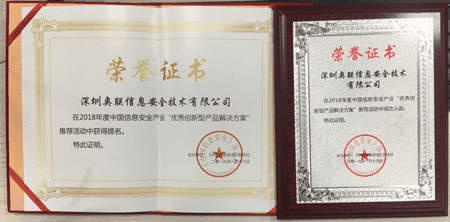 荣誉证书
深圳奥联信息安全技术有限公司
在2018年度中国信息安全产业“优秀创新型产品解决方案”
推荐活动中获得提名。
特此证明。
荣誉证书
深圳奥联信息安全技术
有限公司
在2018年度中国信息安全产业“优秀创
新型产品解决方案”推荐活动中成功入选。
特此证明。